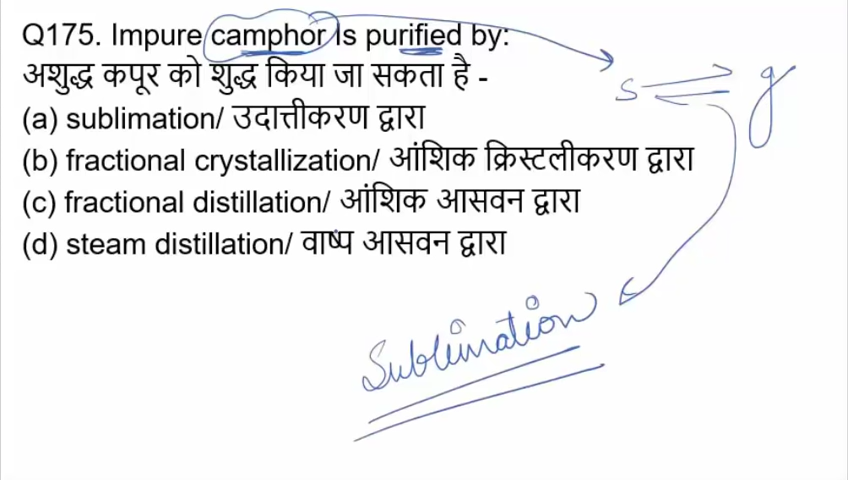 Q175. Impure camphor Is purified by:
अशुद्ध कपूर को शुद्ध किया जा सकता है -
(a) sublimation/ उदात्तीकरण द्वारा
(b) fractional crystallization/ आंशिक क्रिस्टलीकरण द्वारा
(c) fractional distillation/ आंशिक आसवन द्वारा
(d) steam distillation/ वाष्प आसवन द्वारा
s ⇌ g
Sublimation